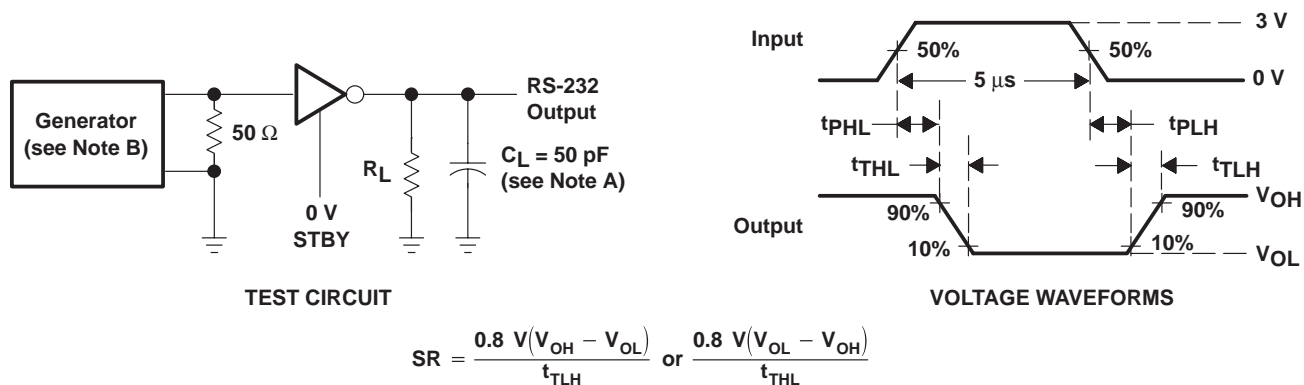 Generator
(see Note B)
50 Ω
0 V
STBY
R_L
C_L = 50 pF
(see Note A)
RS-232
Output
TEST CIRCUIT
Input
3 V
50%
50%
5 μs
0 V
t_PHL
t_PLH
t_THL
t_TLH
Output
V_OH
90%
90%
10%
10%
V_OL
VOLTAGE WAVEFORMS
SR = 0.8 V(V_OH − V_OL) / t_TLH or 0.8 V(V_OL − V_OH) / t_THL